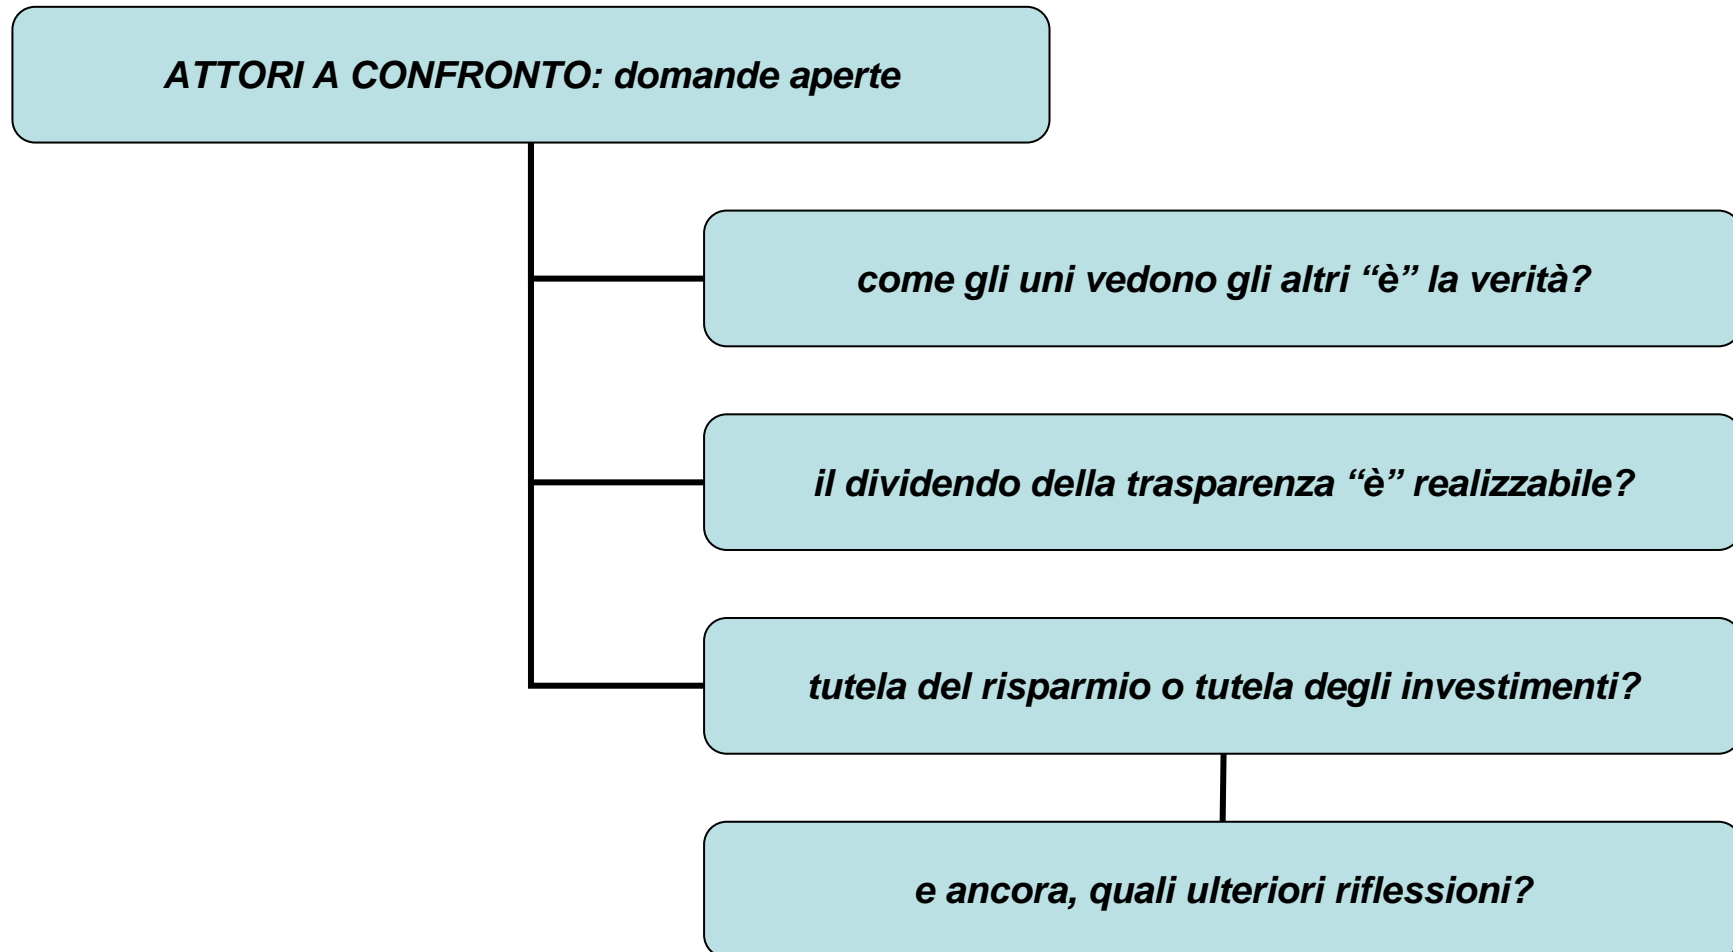 ATTORI A CONFRONTO: domande aperte
come gli uni vedono gli altri “è” la verità?
il dividendo della trasparenza “è” realizzabile?
tutela del risparmio o tutela degli investimenti?
e ancora, quali ulteriori riflessioni?